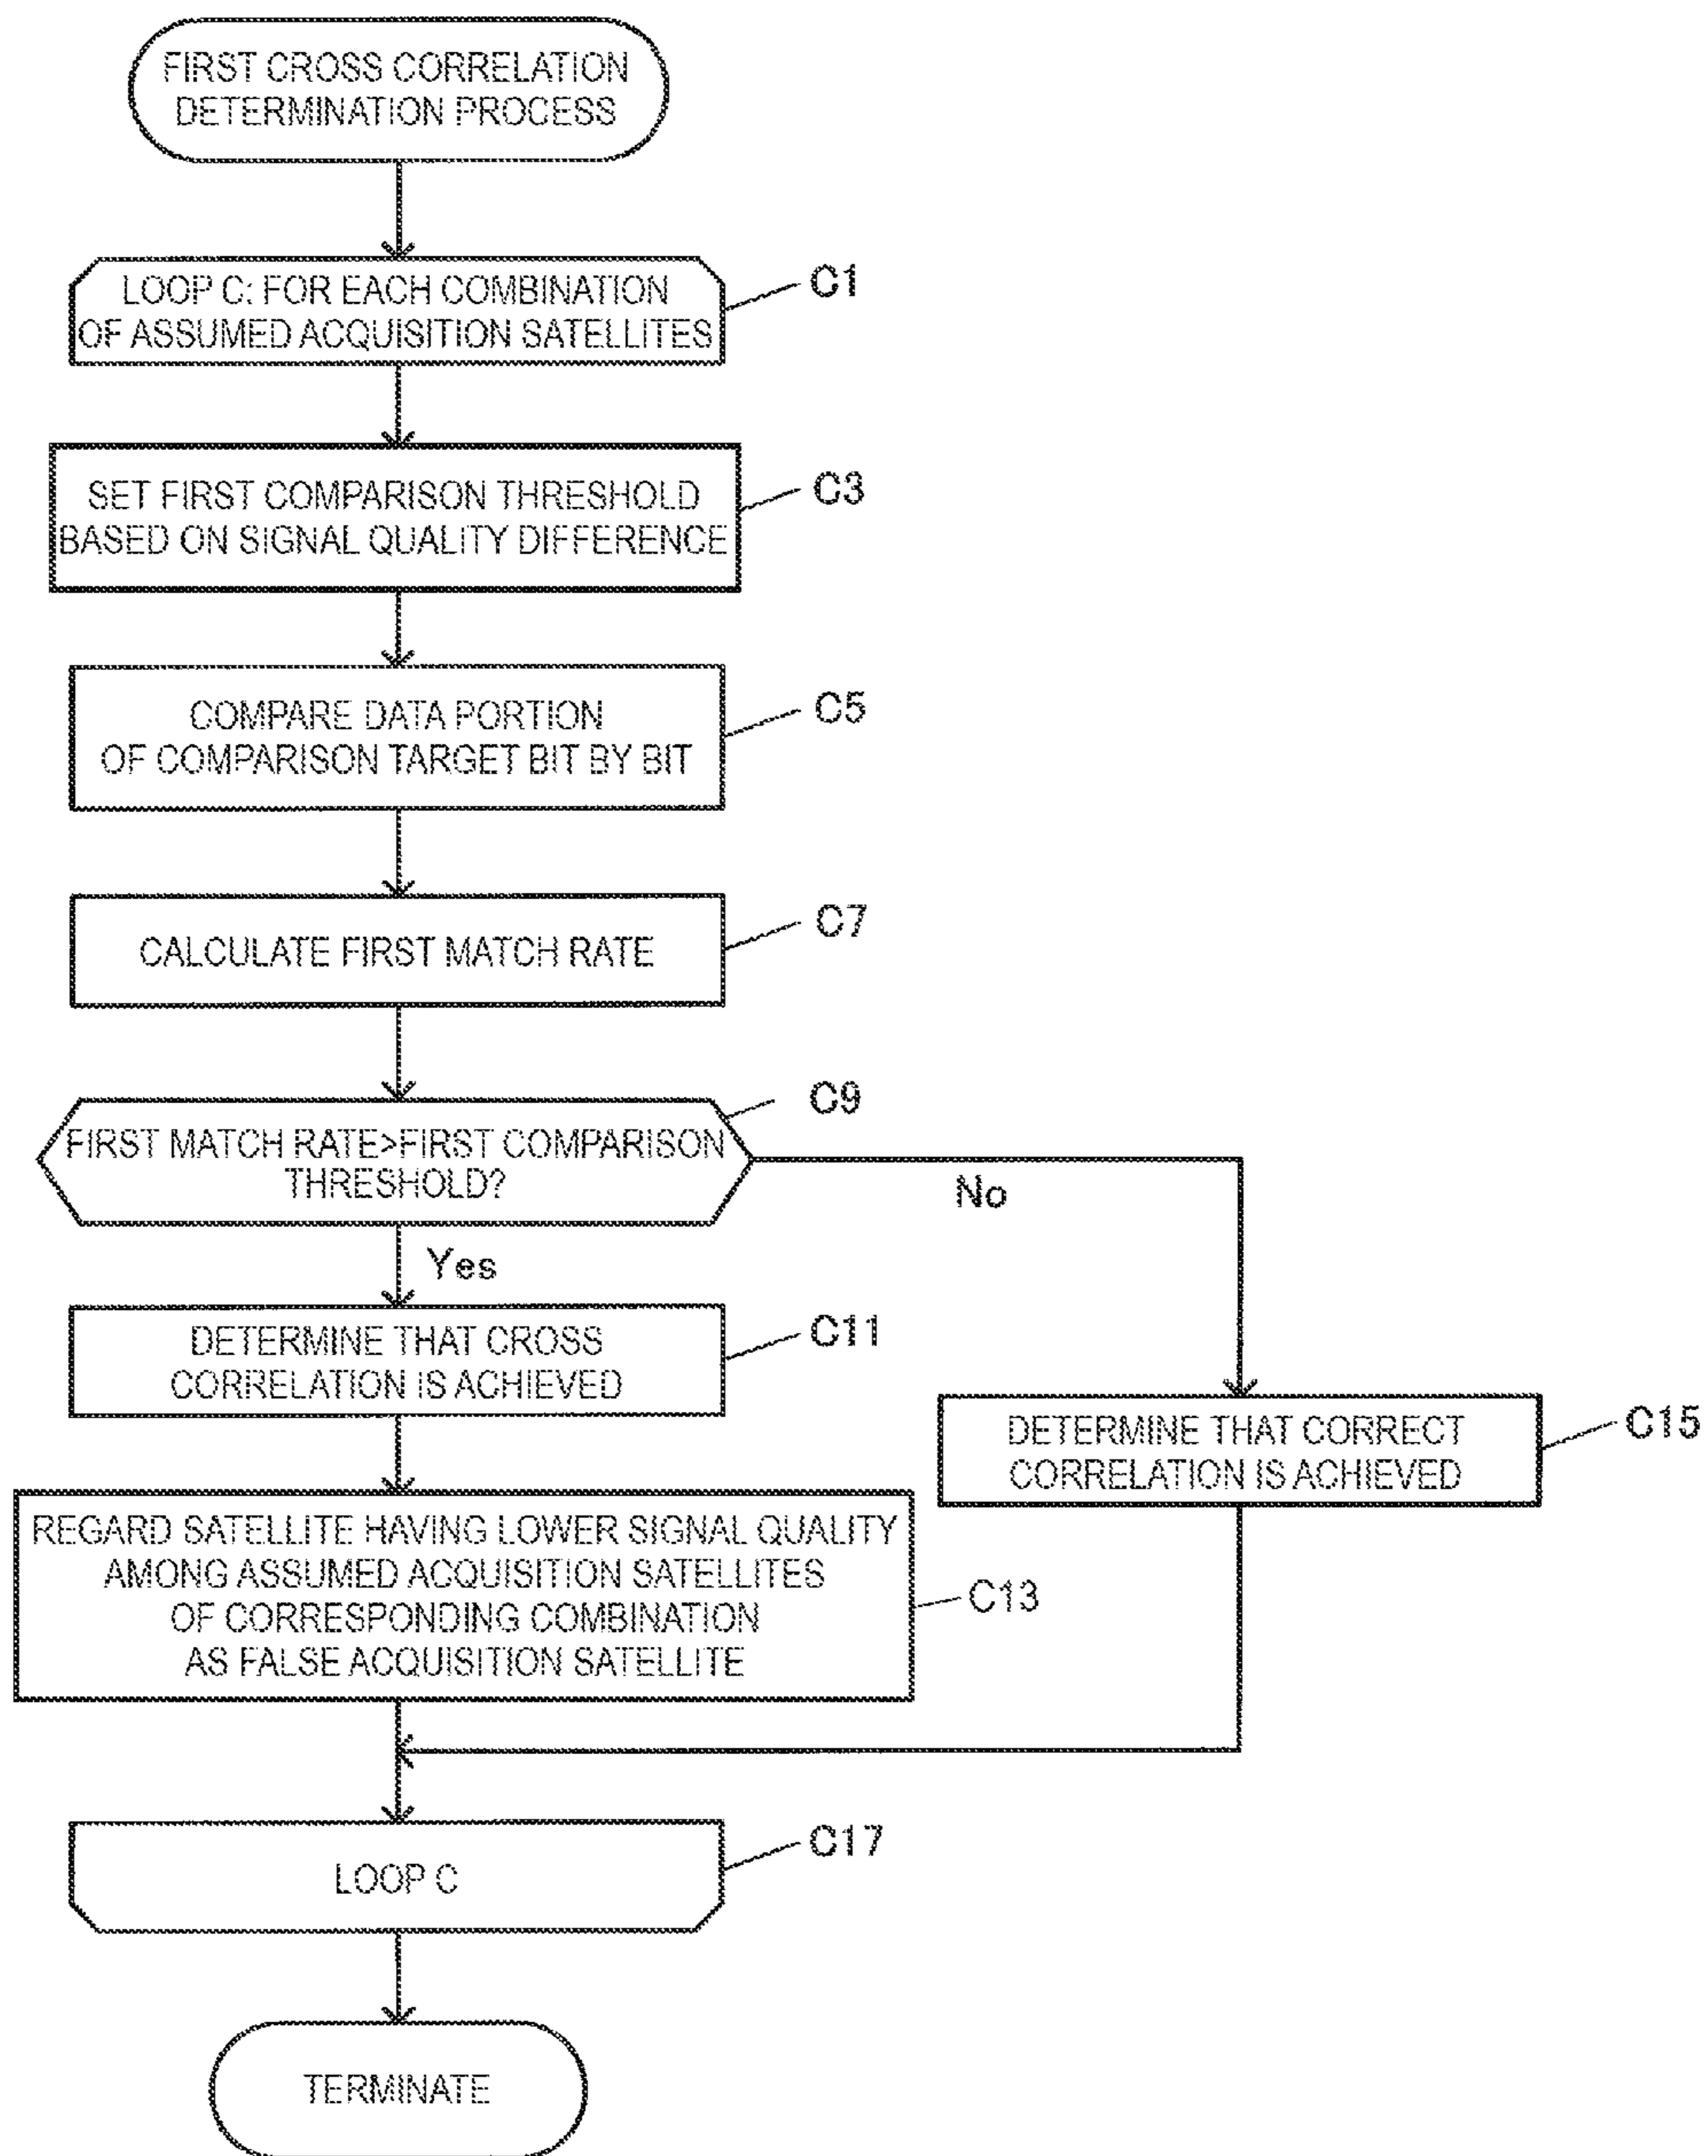 FIRST CROSS CORRELATION
DETERMINATION PROCESS
LOOP C: FOR EACH COMBINATION
OF ASSUMED ACQUISITION SATELLITES
C1
SET FIRST COMPARISON THRESHOLD
BASED ON SIGNAL QUALITY DIFFERENCE
C3
COMPARE DATA PORTION
OF COMPARISON TARGET BIT BY BIT
C5
CALCULATE FIRST MATCH RATE
C7
FIRST MATCH RATE>FIRST COMPARISON
THRESHOLD?
C9
No
Yes
DETERMINE THAT CROSS
CORRELATION IS ACHIEVED
C11
DETERMINE THAT CORRECT
CORRELATION IS ACHIEVED
C15
REGARD SATELLITE HAVING LOWER SIGNAL QUALITY
AMONG ASSUMED ACQUISITION SATELLITES
OF CORRESPONDING COMBINATION
AS FALSE ACQUISITION SATELLITE
C13
LOOP C
C17
TERMINATE